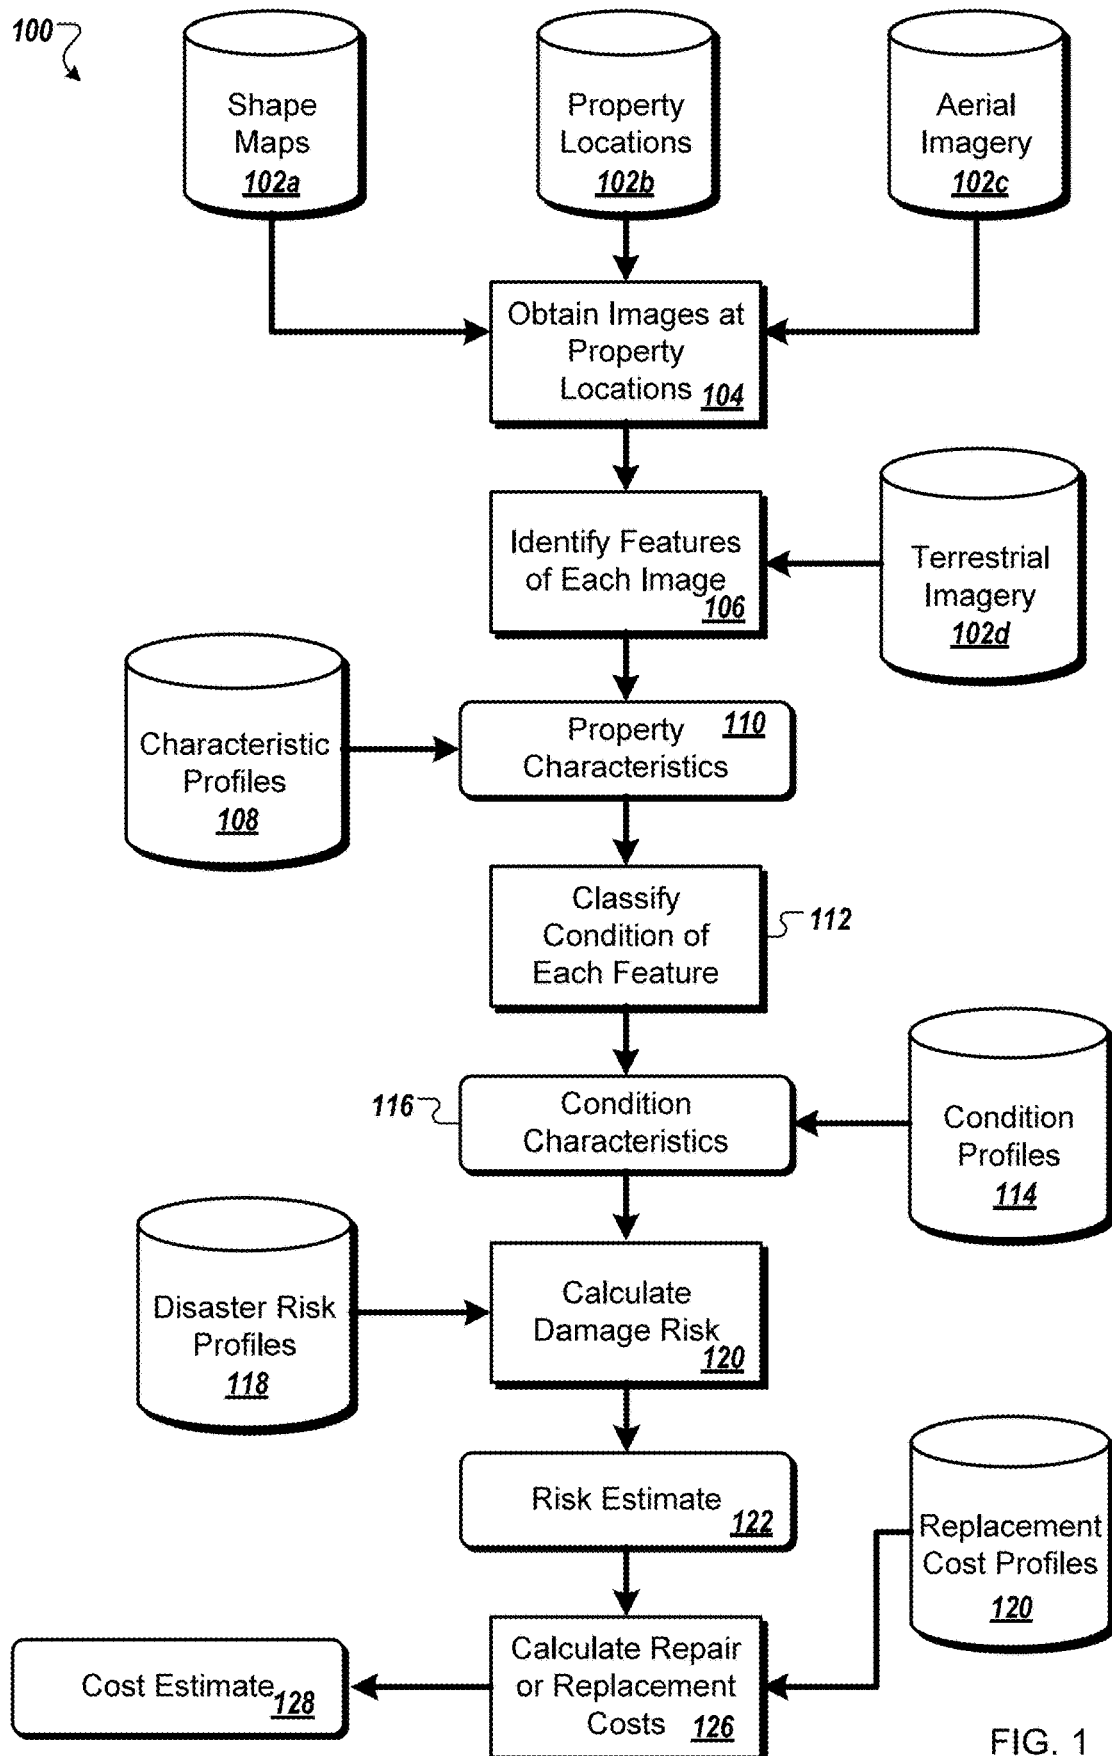 100
Shape
Maps
102a
Property
Locations
102b
Aerial
Imagery
102c
Obtain Images at
Property
Locations 104
Identify Features
of Each Image
106
Terrestrial
Imagery
102d
Characteristic
Profiles
108
110
Property
Characteristics
Classify
Condition of
Each Feature
112
116
Condition
Characteristics
Condition
Profiles
114
Disaster Risk
Profiles
118
Calculate
Damage Risk
120
Risk Estimate
122
Replacement
Cost Profiles
120
Calculate Repair
or Replacement
Costs 126
Cost Estimate 128
FIG. 1